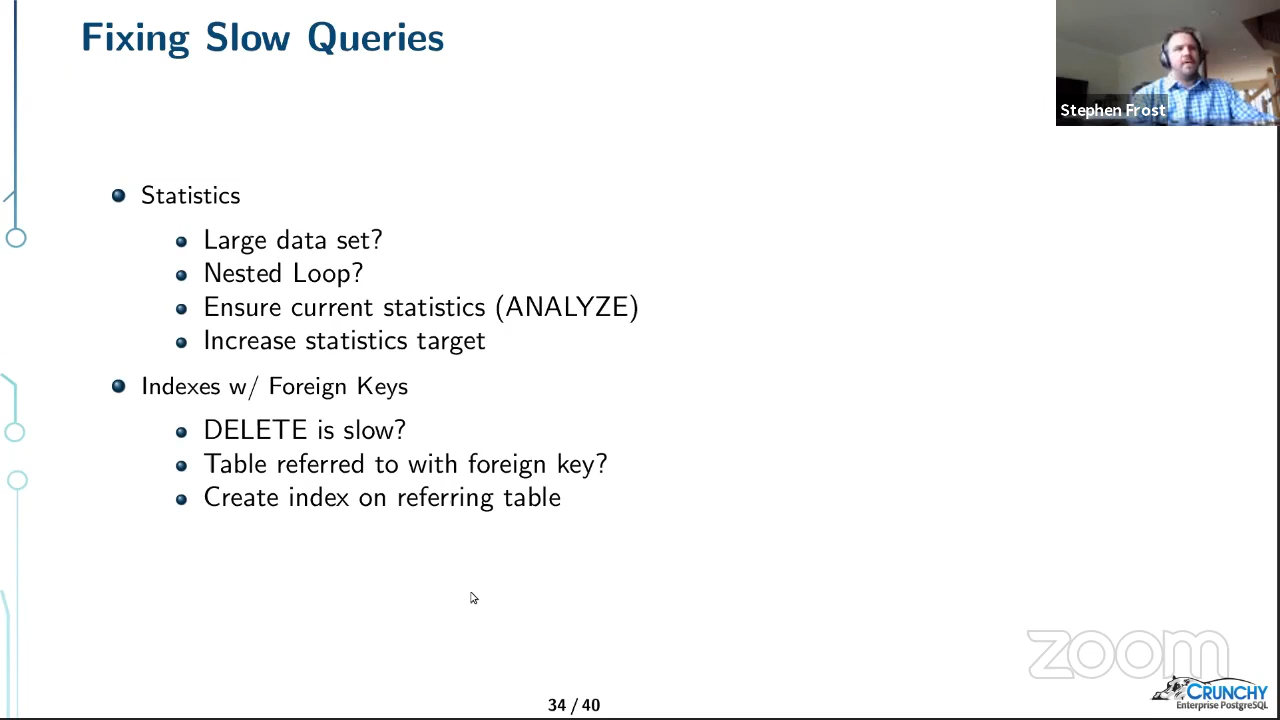 Fixing Slow Queries
Stephen Frost
Statistics
Large data set?
Nested Loop?
Ensure current statistics (ANALYZE)
Increase statistics target
Indexes w/ Foreign Keys
DELETE is slow?
Table referred to with foreign key?
Create index on referring table
zoom
CRUNCHY
Enterprise PostgreSQL
34 / 40